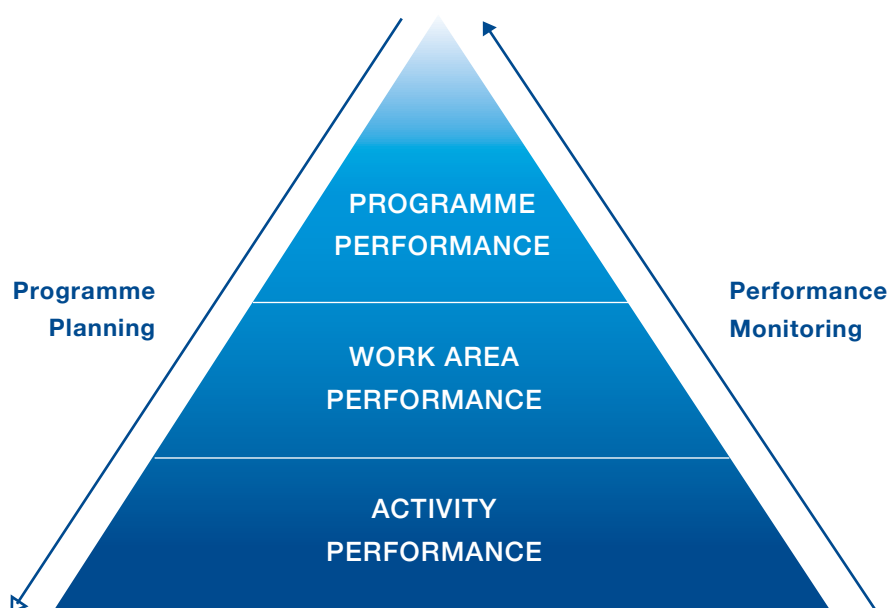 PROGRAMME
PERFORMANCE
Programme
Planning
Performance
Monitoring
WORK AREA
PERFORMANCE
ACTIVITY
PERFORMANCE